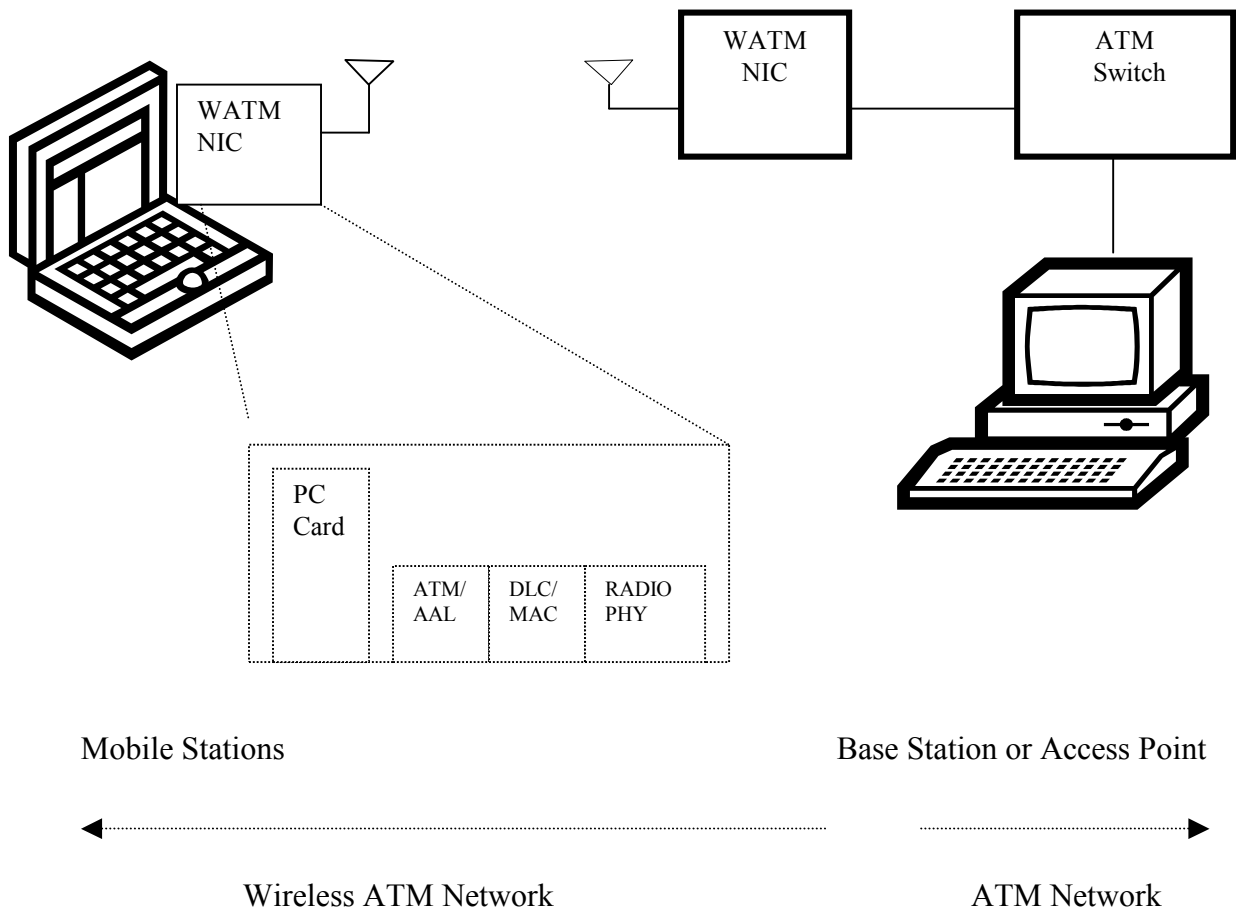 WATM
NIC
WATM
NIC
ATM
Switch
PC
Card
ATM/
AAL
DLC/
MAC
RADIO
PHY
Mobile Stations
Base Station or Access Point
Wireless ATM Network
ATM Network